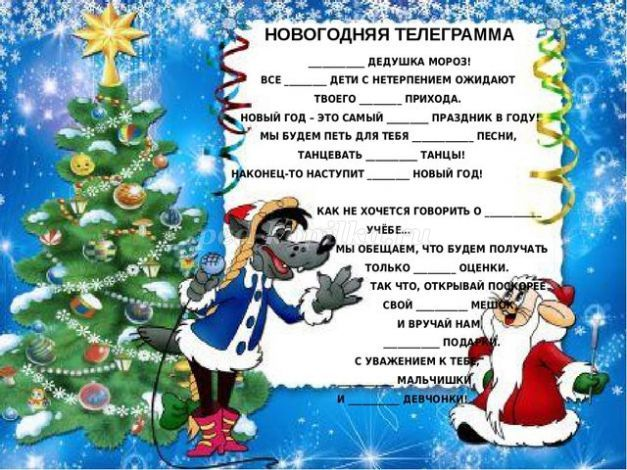 НОВОГОДНЯЯ ТЕЛЕГРАММА
__________ ДЕДУШКА МОРОЗ!
ВСЕ _______ ДЕТИ С НЕТЕРПЕНИЕМ ОЖИДАЮТ
ТВОЕГО _______ ПРИХОДА.
НОВЫЙ ГОД – ЭТО САМЫЙ _______ ПРАЗДНИК В ГОДУ!
МЫ БУДЕМ ПЕТЬ ДЛЯ ТЕБЯ __________ ПЕСНИ,
ТАНЦЕВАТЬ _________ ТАНЦЫ!
НАКОНЕЦ-ТО НАСТУПИТ _______ НОВЫЙ ГОД!
КАК НЕ ХОЧЕТСЯ ГОВОРИТЬ О _________
УЧЁБЕ...
МЫ ОБЕЩАЕМ, ЧТО БУДЕМ ПОЛУЧАТЬ
ТОЛЬКО _______ ОЦЕНКИ.
ТАК ЧТО, ОТКРЫВАЙ ПОСКОРЕЕ
СВОЙ _________ МЕШОК
И ВРУЧАЙ НАМ
__________ ПОДАРКИ.
С УВАЖЕНИЕМ К ТЕБЕ,
_________ МАЛЬЧИШКИ
И _________ ДЕВЧОНКИ!